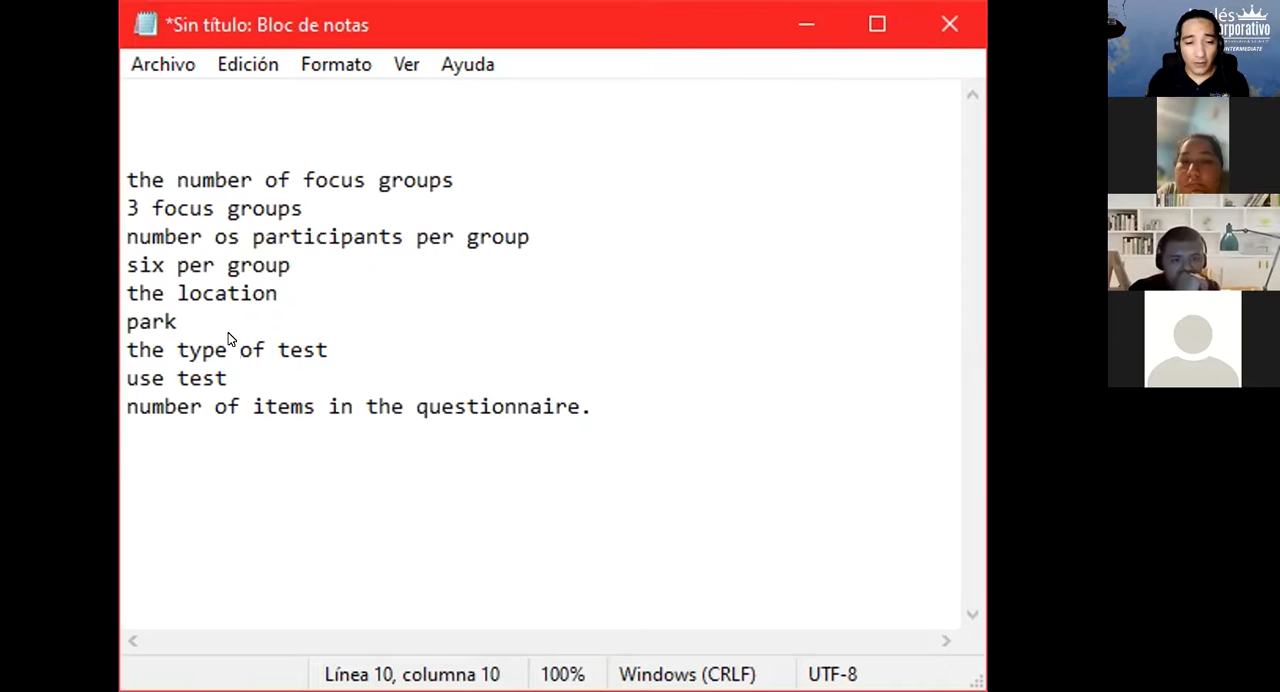 *Sin título: Bloc de notas
Archivo Edición Formato Ver Ayuda
the number of focus groups
3 focus groups
number os participants per group
six per group
the location
park
the type of test
use test
number of items in the questionnaire.
Línea 10, columna 10 100% Windows (CRLF) UTF-8
INTERMEDIATE